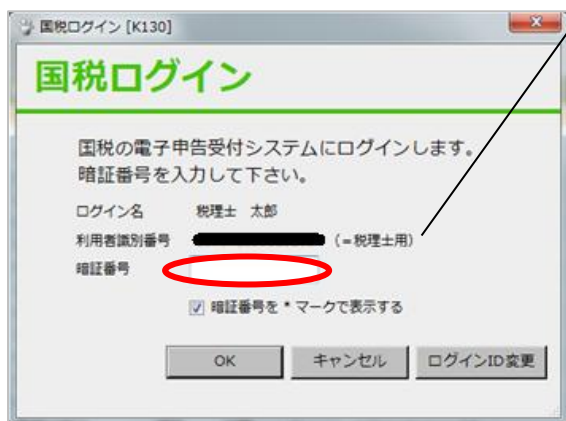 国税ログイン [K130]
国税ログイン
国税の電子申告受付システムにログインします。
暗証番号を入力して下さい。
ログイン名 税理士 太郎
利用者識別番号 (=税理士用)
暗証番号
暗証番号を * マークで表示する
OK キャンセル ログインID変更